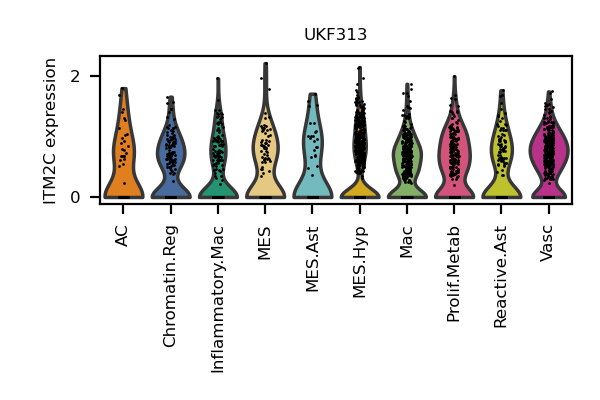 UKF313
ITM2C expression
2
0
AC
Chromatin.Reg
Inflammatory.Mac
MES
MES.Ast
MES.Hyp
Mac
Prolif.Metab
Reactive.Ast
Vasc